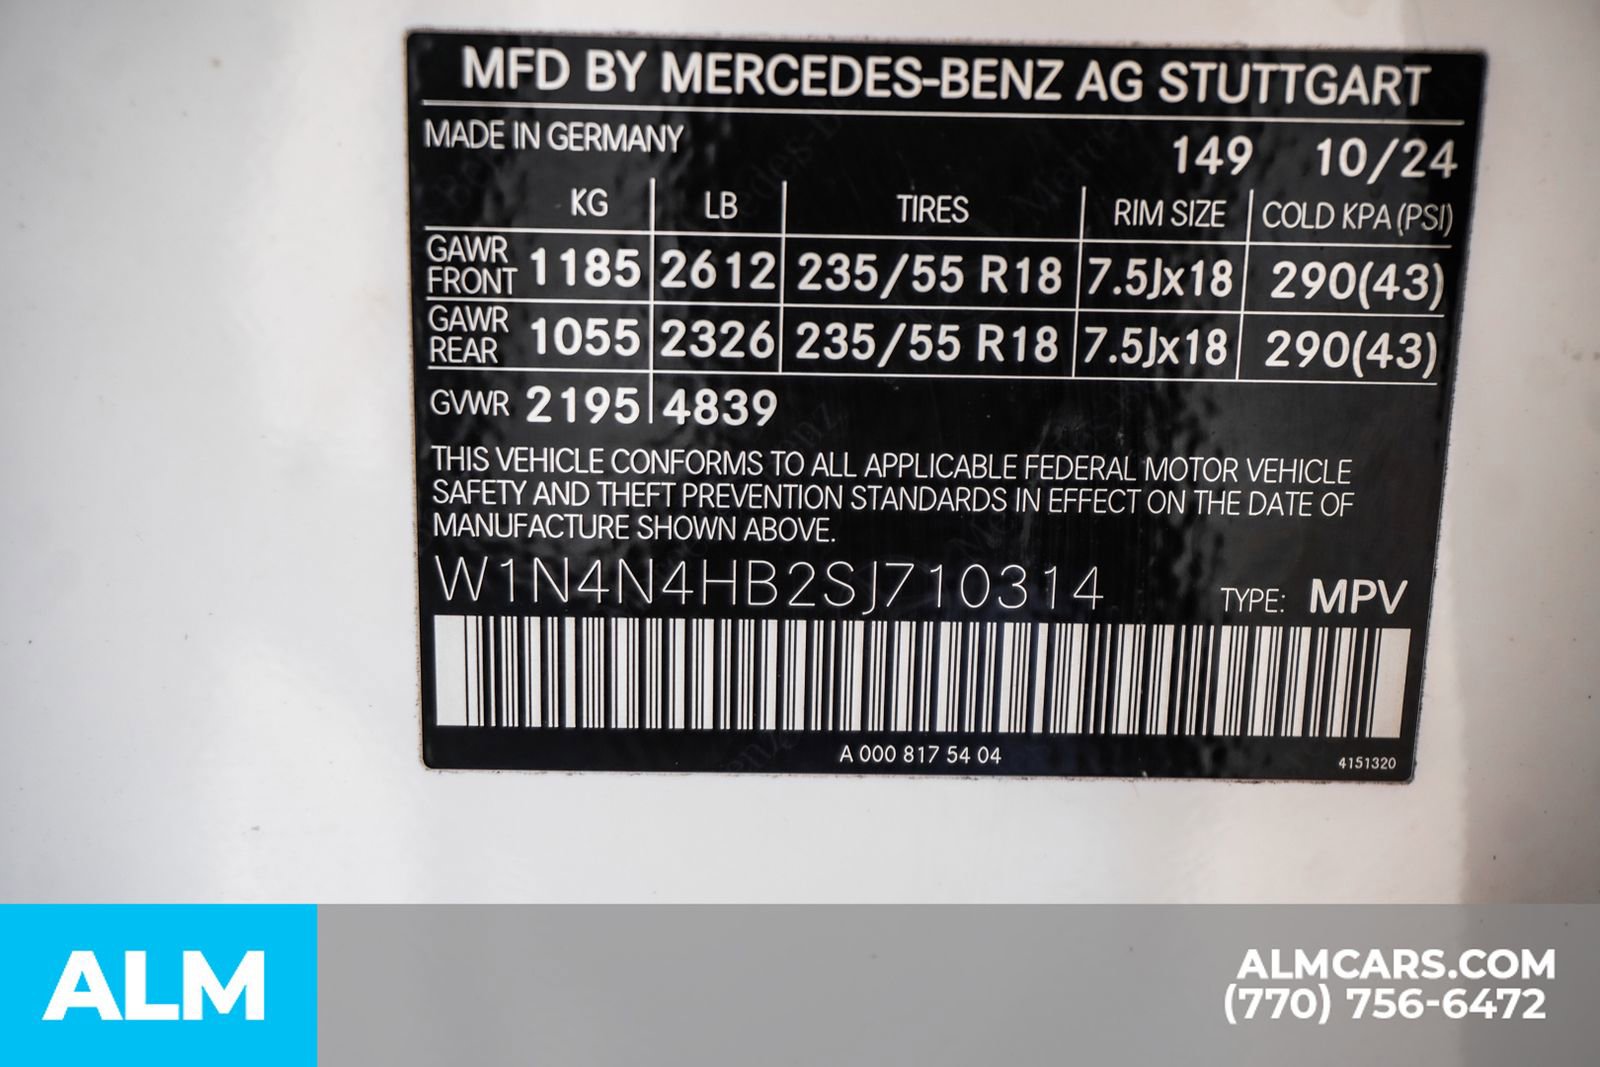 MFD BY MERCEDES-BENZ AG STUTTGART
MADE IN GERMANY 149 10/24
KG LB TIRES RIM SIZE COLD KPA (PSI)
GAWR FRONT 1185 2612 235/55 R18 7.5Jx18 290(43)
GAWR REAR 1055 2326 235/55 R18 7.5Jx18 290(43)
GVWR 2195 4839
THIS VEHICLE CONFORMS TO ALL APPLICABLE FEDERAL MOTOR VEHICLE
SAFETY AND THEFT PREVENTION STANDARDS IN EFFECT ON THE DATE OF
MANUFACTURE SHOWN ABOVE.
W1N4N4HB2SJ710314 TYPE: MPV
A 000 817 54 04
4151320
ALM
ALMCARS.COM
(770) 756-6472